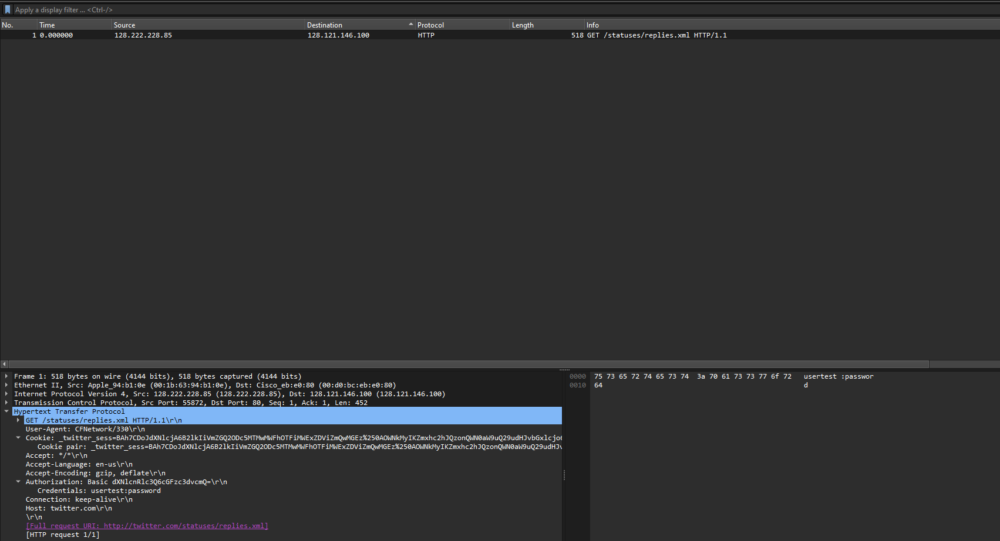 Apply a display filter ... <Ctrl-/>
No. Time Source Destination Protocol Length Info
1 0.000000 128.222.228.85 128.121.146.100 HTTP 518 GET /statuses/replies.xml HTTP/1.1
Frame 1: 518 bytes on wire (4144 bits), 518 bytes captured (4144 bits)
Ethernet II, Src: Apple_94:b1:0e (00:1b:63:94:b1:0e), Dst: Cisco_eb:e0:80 (00:d0:bc:eb:e0:80)
Internet Protocol Version 4, Src: 128.222.228.85 (128.222.228.85), Dst: 128.121.146.100 (128.121.146.100)
Transmission Control Protocol, Src Port: 55872, Dst Port: 80, Seq: 1, Ack: 1, Len: 452
Hypertext Transfer Protocol
GET /statuses/replies.xml HTTP/1.1\r\n
User-Agent: CFNetwork/330\r\n
Cookie: _twitter_sess=BAh7CDoJdXNlcjA6B2lkIiVmZGQ2ODc5MTMwMWFhOTFiMWExZDViZmQwMGEz%250AOWNkMyIKZmxhc2hJQzonQWN0aW9uQ29udHJvbGxlcjo6
Cookie pair: _twitter_sess=BAh7CDoJdXNlcjA6B2lkIiVmZGQ2ODc5MTMwMWFhOTFiMWExZDViZmQwMGEz%250AOWNkMyIKZmxhc2hJQzonQWN0aW9uQ29udHJv
Accept: */*\r\n
Accept-Language: en-us\r\n
Accept-Encoding: gzip, deflate\r\n
Authorization: Basic dXNlcnRlc3Q6cGFzc3dvcmQ=\r\n
Credentials: usertest:password
Connection: keep-alive\r\n
Host: twitter.com\r\n
\r\n
[Full request URI: http://twitter.com/statuses/replies.xml]
[HTTP request 1/1]
0000 75 73 65 72 74 65 73 74 3a 70 61 73 73 77 6f 72 usertest :passwor
0010 64 d